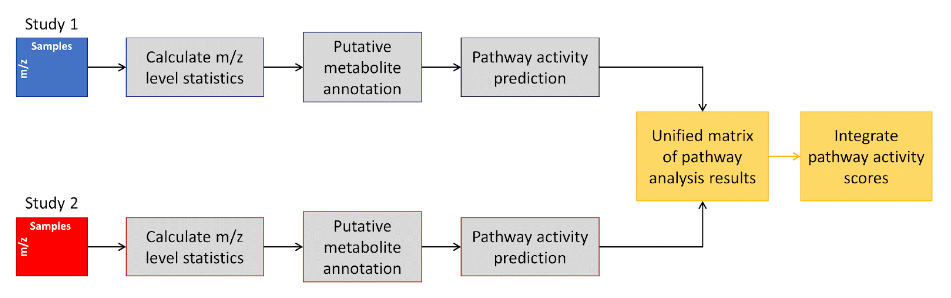 Study 1
Samples
m/z
Calculate m/z
level statistics
Putative
metabolite
annotation
Pathway activity
prediction
Unified matrix
of pathway
analysis results
Integrate
pathway activity
scores
Study 2
Samples
m/z
Calculate m/z
level statistics
Putative
metabolite
annotation
Pathway activity
prediction